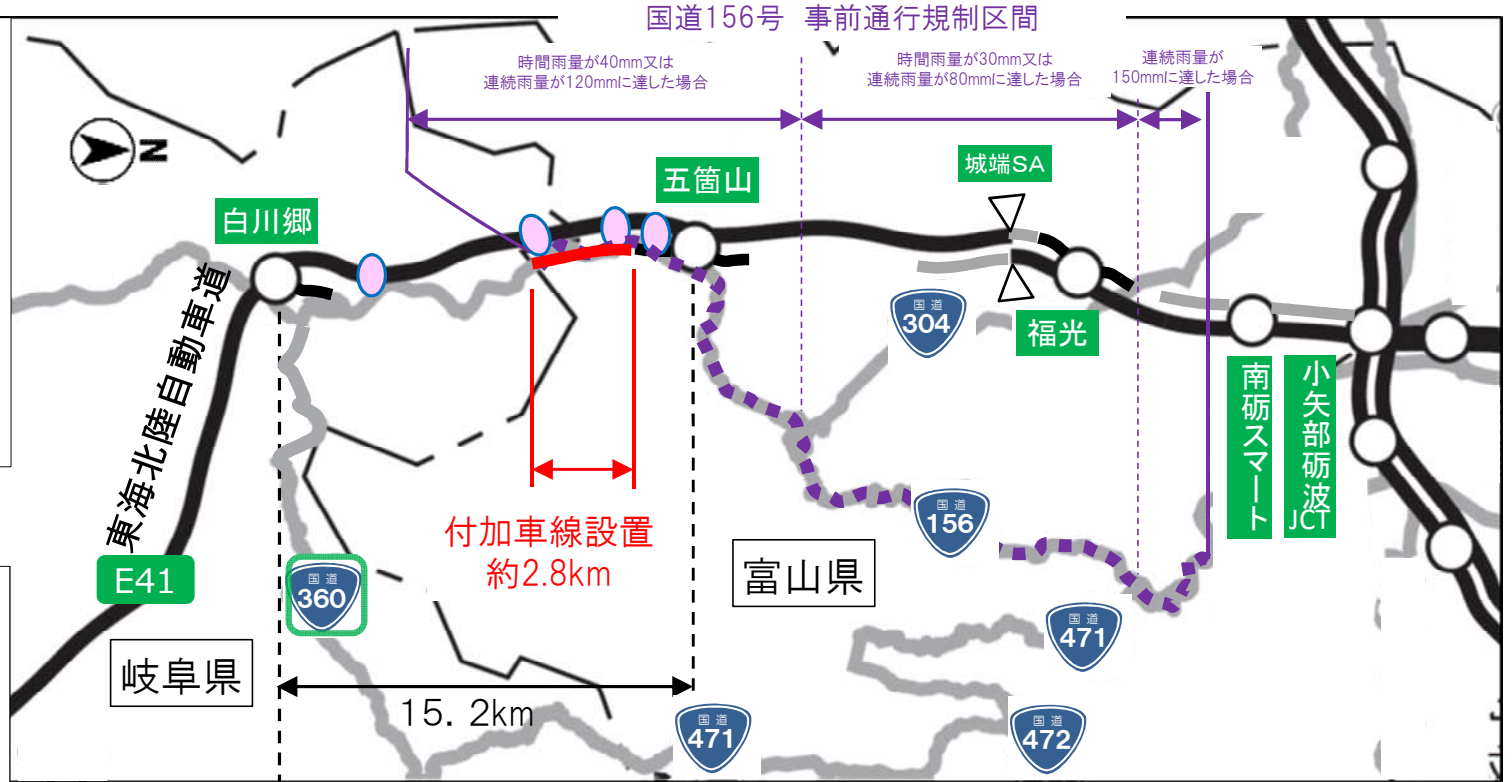 国道156号 事前通行規制区間
時間雨量が40mm又は
連続雨量が120mmに達した場合
時間雨量が30mm又は
連続雨量が80mmに達した場合
連続雨量が
150mmに達した場合
N
白川郷
五箇山
城端SA
福光
南砺スマート
小矢部砺波
JCT
東海北陸自動車道
E41
国道
304
国道
156
国道
360
国道
471
国道
471
国道
472
付加車線設置
約2.8km
富山県
岐阜県
15.2km